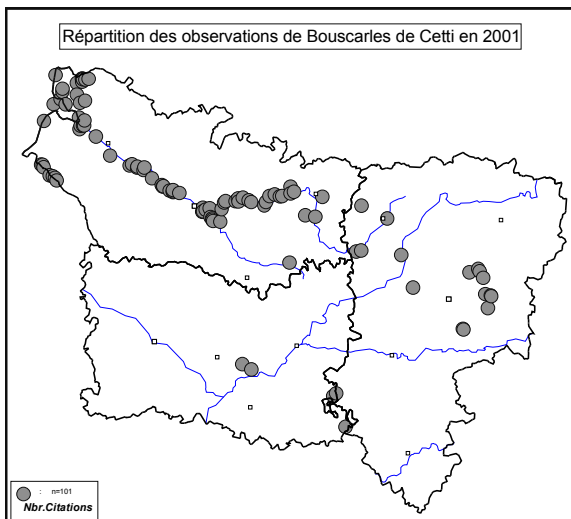 Répartition des observations de Bouscarles de Cetti en 2001
: n=101
Nbr.Citations